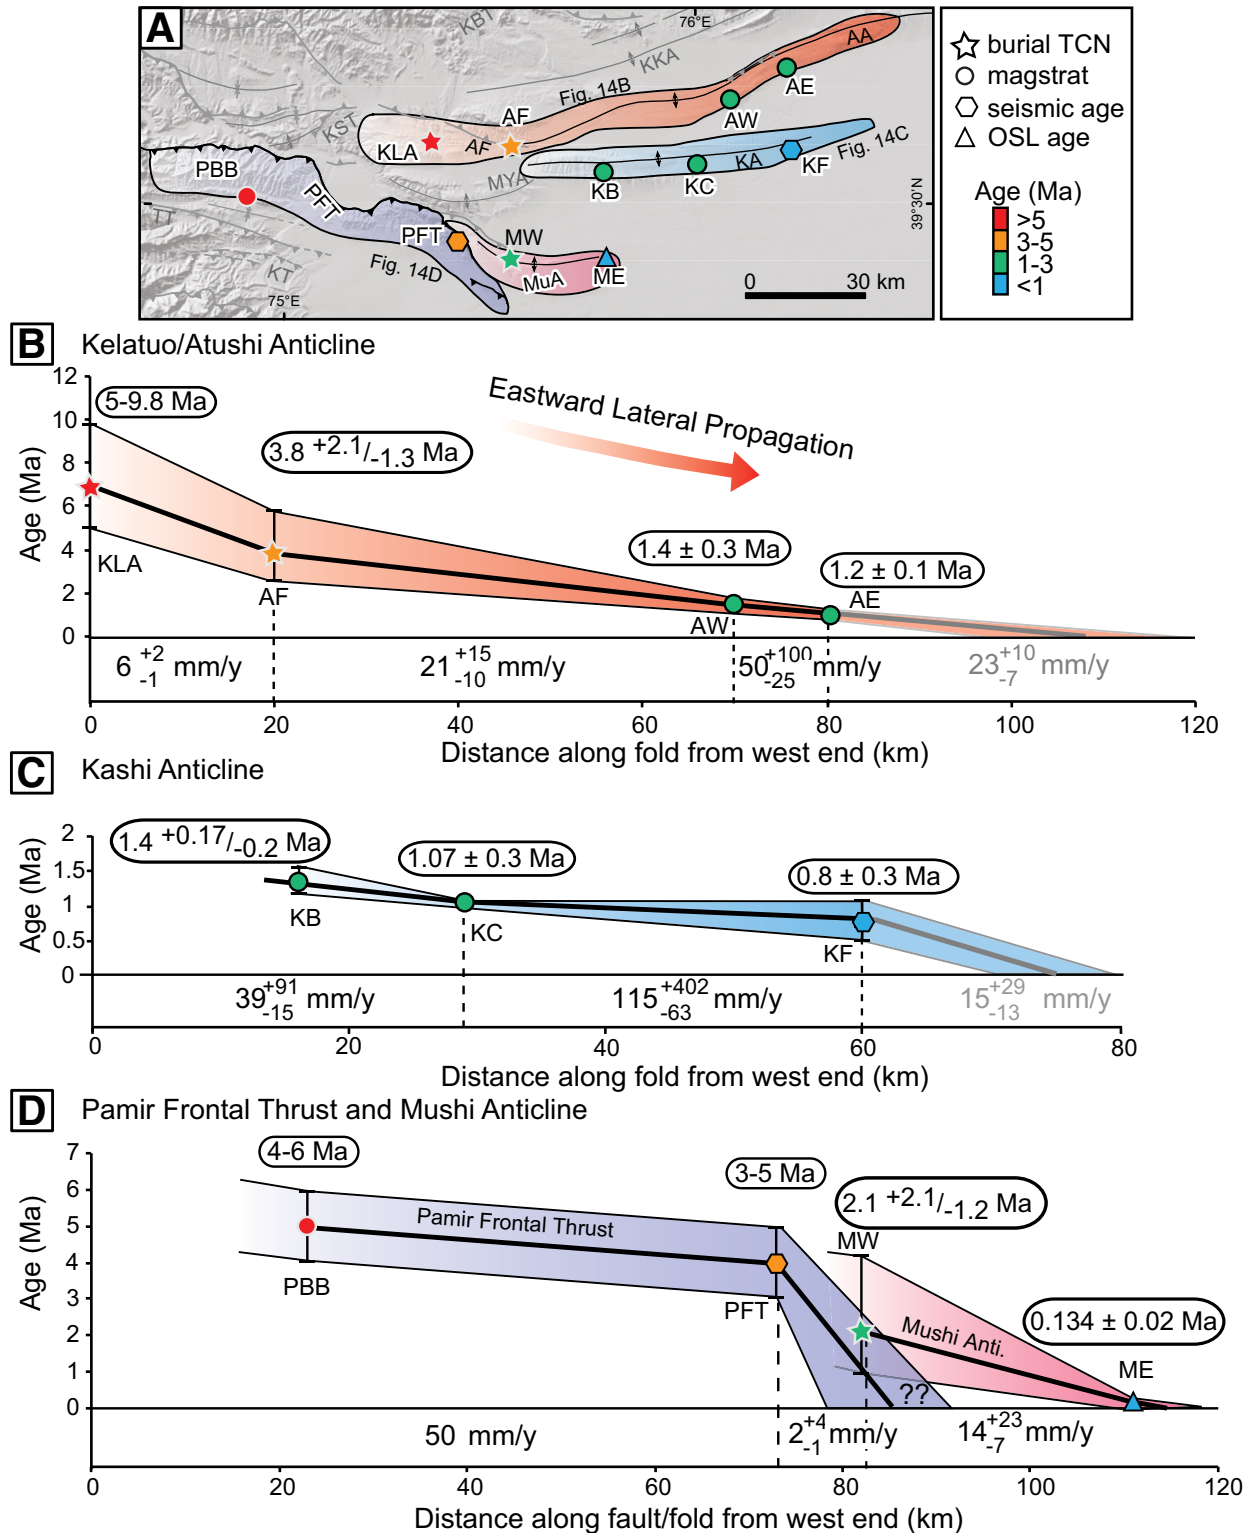 A
76°E
KBT
KKA
AA
AE
Fig. 14B
AW
AF
KST
KLA
AF
Fig. 14C
KA
KF
KC
KB
MYA
PBB
PFT
39°30'N
TT
PFT
MW
ME
MuA
Fig. 14D
KT
75°E
0 30 km
burial TCN
magstrat
seismic age
OSL age
Age (Ma)
>5
3-5
1-3
<1
B Kelatuo/Atushi Anticline
Age (Ma)
12
10
8
6
4
2
0
5-9.8 Ma
3.8 +2.1/-1.3 Ma
Eastward Lateral Propagation
1.4 ± 0.3 Ma
1.2 ± 0.1 Ma
KLA
AF
AW
AE
6 +2 -1 mm/y
21 +15 -10 mm/y
50 +100 -25 mm/y
23 +10 -7 mm/y
0 20 40 60 80 100 120
Distance along fold from west end (km)
C Kashi Anticline
Age (Ma)
2
1.5
1
0.5
0
1.4 +0.17/-0.2 Ma
1.07 ± 0.3 Ma
0.8 ± 0.3 Ma
KB
KC
KF
39 +91 -15 mm/y
115 +402 -63 mm/y
15 +29 -13 mm/y
0 20 40 60 80
Distance along fold from west end (km)
D Pamir Frontal Thrust and Mushi Anticline
Age (Ma)
7
6
5
4
3
2
1
0
4-6 Ma
3-5 Ma
2.1 +2.1/-1.2 Ma
0.134 ± 0.02 Ma
Pamir Frontal Thrust
PBB
PFT
MW
Mushi Anti.
ME
??
50 mm/y
2 +4 -1 mm/y
14 +23 -7 mm/y
0 20 40 60 80 100 120
Distance along fault/fold from west end (km)